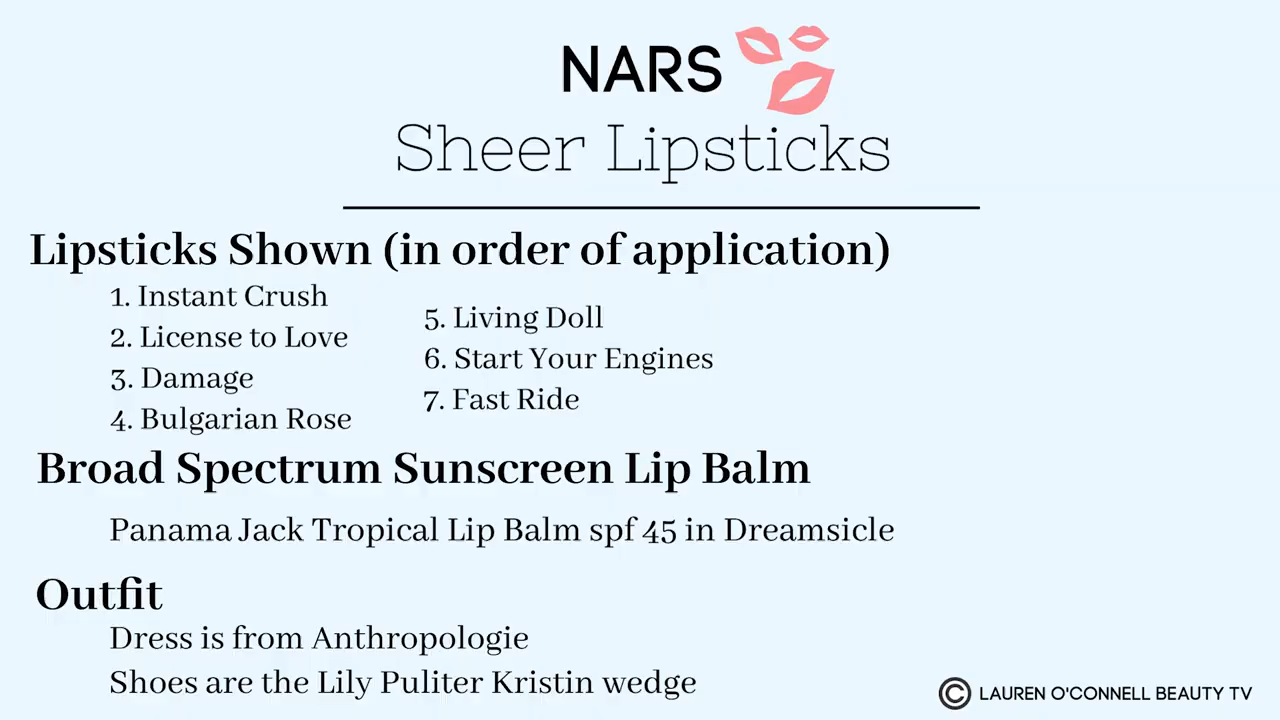 NARS
Sheer Lipsticks
Lipsticks Shown (in order of application)
1. Instant Crush
2. License to Love
3. Damage
4. Bulgarian Rose
5. Living Doll
6. Start Your Engines
7. Fast Ride
Broad Spectrum Sunscreen Lip Balm
Panama Jack Tropical Lip Balm spf 45 in Dreamsicle
Outfit
Dress is from Anthropologie
Shoes are the Lily Puliter Kristin wedge
© LAUREN O'CONNELL BEAUTY TV